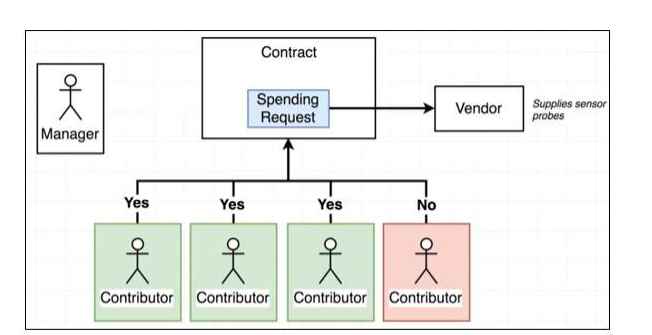 Contract
Spending
Request
Vendor
Supplies sensor
probes
Manager
Yes
Yes
Yes
No
Contributor
Contributor
Contributor
Contributor